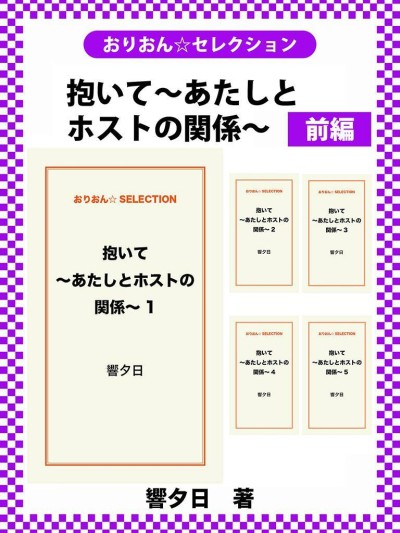 おりおん☆セレクション
抱いて～あたしと
ホストの関係～
前編
おりおん☆ SELECTION
抱いて
～あたしとホストの
関係～ 1
響夕日
おりおん☆ SELECTION
抱いて
～あたしとホストの
関係～ 2
響夕日
おりおん☆ SELECTION
抱いて
～あたしとホストの
関係～ 3
響夕日
おりおん☆ SELECTION
抱いて
～あたしとホストの
関係～ 4
響夕日
おりおん☆ SELECTION
抱いて
～あたしとホストの
関係～ 5
響夕日
響夕日 著